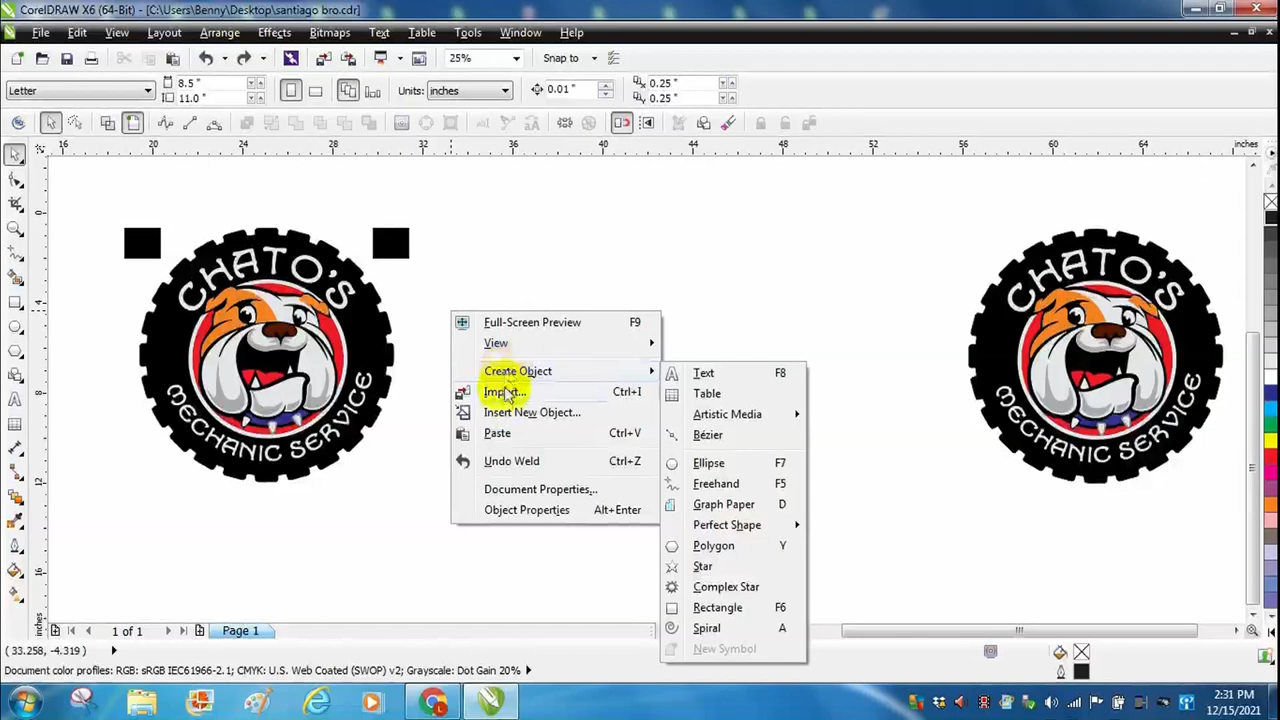 CorelDRAW X6 (64-Bit) - [C:\Users\Benny\Desktop\santiago bro.cdr]
File Edit View Layout Arrange Effects Bitmaps Text Table Tools Window Help
25% Snap to
Letter 8.5 " 11.0 " Units: inches 0.01 " 0.25 " 0.25 "
16 20 24 28 32 36 40 44 48 52 56 60 64 inches
0
4
8
12
16
inches
CHATO'S
MECHANIC SERVICE
Full-Screen Preview F9
View
Create Object
Import... Ctrl+I
Insert New Object...
Paste Ctrl+V
Undo Weld Ctrl+Z
Document Properties...
Object Properties Alt+Enter
Text F8
Table
Artistic Media
Bézier
Ellipse F7
Freehand F5
Graph Paper D
Perfect Shape
Polygon Y
Star
Complex Star
Rectangle F6
Spiral A
New Symbol
CHATO'S
MECHANIC SERVICE
1 of 1 Page 1
( 33.258, -4.319 )
Document color profiles: RGB: sRGB IEC61966-2.1; CMYK: U.S. Web Coated (SWOP) v2; Grayscale: Dot Gain 20%
2:31 PM
12/15/2021